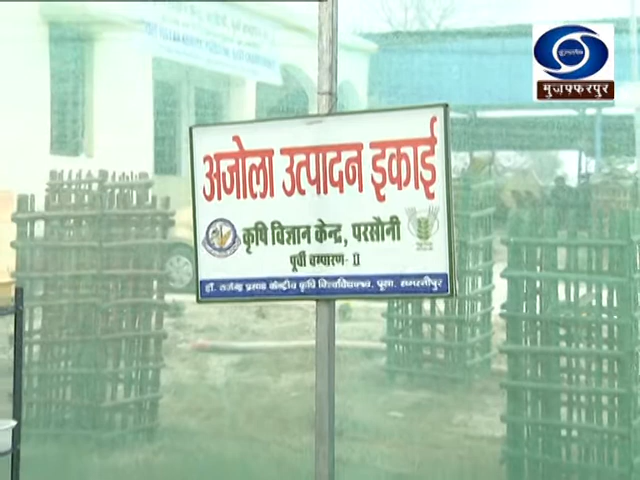 मुजफ्फरपुर
अजोला उत्पादन इकाई
कृषि विज्ञान केन्द्र, परसौनी
पूर्वी चम्पारण- II
डॉ. राजेन्द्र प्रसाद केन्द्रीय कृषि विश्वविद्यालय, पूसा, समस्तीपुर